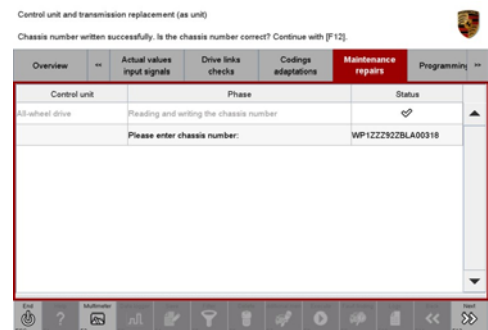 Control unit and transmission replacement (as unit)
Chassis number written successfully. Is the chassis number correct? Continue with [F12].
Overview
<<
Actual values
input signals
Drive links
checks
Codings
adaptations
Maintenance
repairs
Programming
>>
Control unit
Phase
Status
All-wheel drive
Reading and writing the chassis number
Please enter chassis number:
WP1ZZZ92ZBLA00318
End
Multimeter
Next